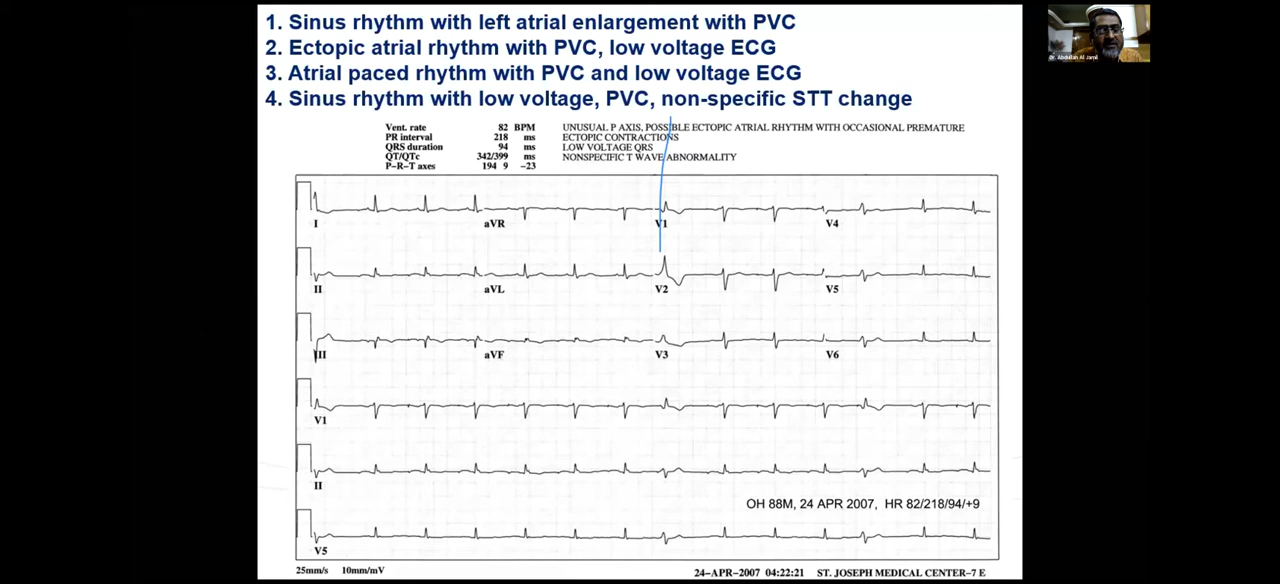 1. Sinus rhythm with left atrial enlargement with PVC
2. Ectopic atrial rhythm with PVC, low voltage ECG
3. Atrial paced rhythm with PVC and low voltage ECG
4. Sinus rhythm with low voltage, PVC, non-specific STT change
Dr. Abdullah Al Jamil
Vent. rate 82 BPM
PR interval 218 ms
QRS duration 94 ms
QT/QTc 342/399 ms
P-R-T axes 194 9 -23
UNUSUAL P AXIS, POSSIBLE ECTOPIC ATRIAL RHYTHM WITH OCCASIONAL PREMATURE
ECTOPIC CONTRACTIONS
LOW VOLTAGE QRS
NONSPECIFIC T WAVE ABNORMALITY
I aVR V1 V4
II aVL V2 V5
III aVF V3 V6
V1
II
OH 88M, 24 APR 2007, HR 82/218/94/+9
V5
25mm/s 10mm/mV
24-APR-2007 04:22:21 ST. JOSEPH MEDICAL CENTER-7 E